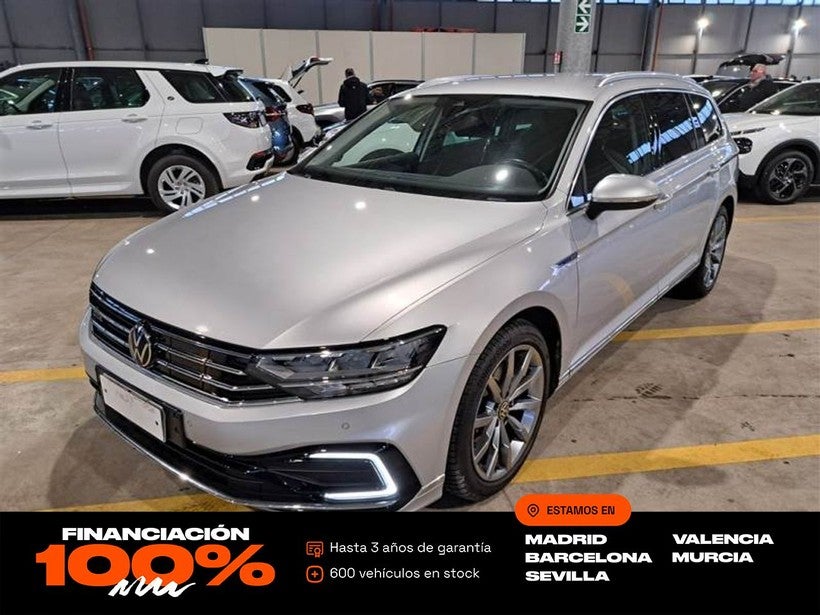 FINANCIACIÓN
100%
Hasta 3 años de garantía
600 vehículos en stock
ESTAMOS EN
MADRID
BARCELONA
SEVILLA
VALENCIA
MURCIA